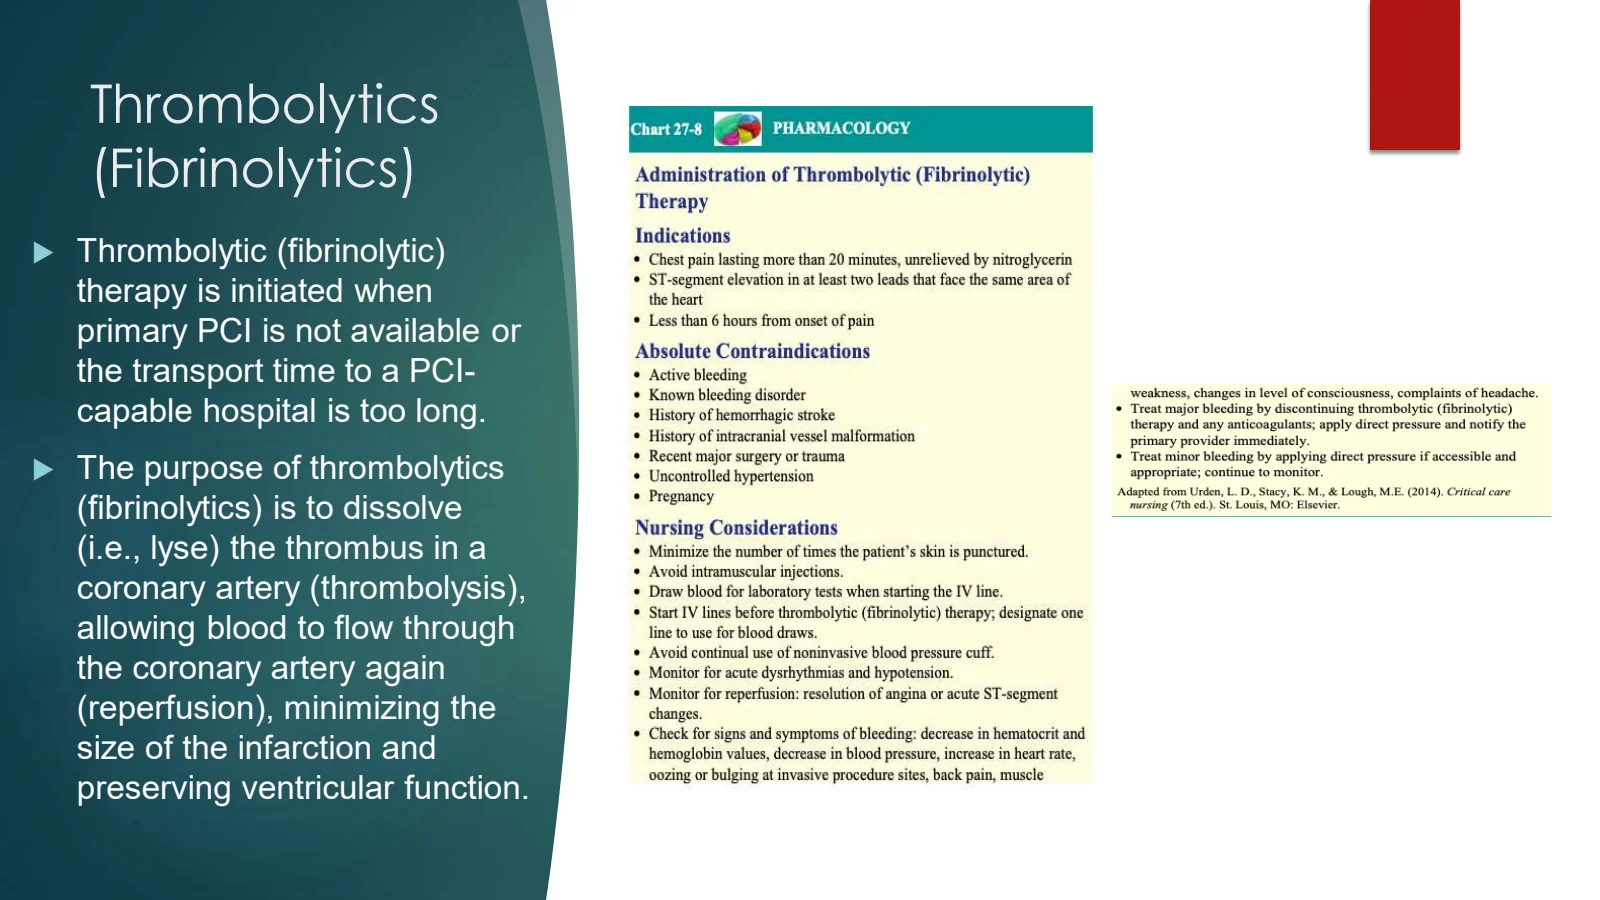 Thrombolytics
(Fibrinolytics)
Thrombolytic (fibrinolytic)
therapy is initiated when
primary PCI is not available or
the transport time to a PCI-
capable hospital is too long.
The purpose of thrombolytics
(fibrinolytics) is to dissolve
(i.e., lyse) the thrombus in a
coronary artery (thrombolysis),
allowing blood to flow through
the coronary artery again
(reperfusion), minimizing the
size of the infarction and
preserving ventricular function.
Chart 27-8 PHARMACOLOGY
Administration of Thrombolytic (Fibrinolytic)
Therapy
Indications
• Chest pain lasting more than 20 minutes, unrelieved by nitroglycerin
• ST-segment elevation in at least two leads that face the same area of
the heart
• Less than 6 hours from onset of pain
Absolute Contraindications
• Active bleeding
• Known bleeding disorder
• History of hemorrhagic stroke
• History of intracranial vessel malformation
• Recent major surgery or trauma
• Uncontrolled hypertension
• Pregnancy
Nursing Considerations
• Minimize the number of times the patient's skin is punctured.
• Avoid intramuscular injections.
• Draw blood for laboratory tests when starting the IV line.
• Start IV lines before thrombolytic (fibrinolytic) therapy; designate one
line to use for blood draws.
• Avoid continual use of noninvasive blood pressure cuff.
• Monitor for acute dysrhythmias and hypotension.
• Monitor for reperfusion: resolution of angina or acute ST-segment
changes.
• Check for signs and symptoms of bleeding: decrease in hematocrit and
hemoglobin values, decrease in blood pressure, increase in heart rate,
oozing or bulging at invasive procedure sites, back pain, muscle
weakness, changes in level of consciousness, complaints of headache.
• Treat major bleeding by discontinuing thrombolytic (fibrinolytic)
therapy and any anticoagulants; apply direct pressure and notify the
primary provider immediately.
• Treat minor bleeding by applying direct pressure if accessible and
appropriate; continue to monitor.
Adapted from Urden, L. D., Stacy, K. M., & Lough, M.E. (2014). Critical care
nursing (7th ed.). St. Louis, MO: Elsevier.